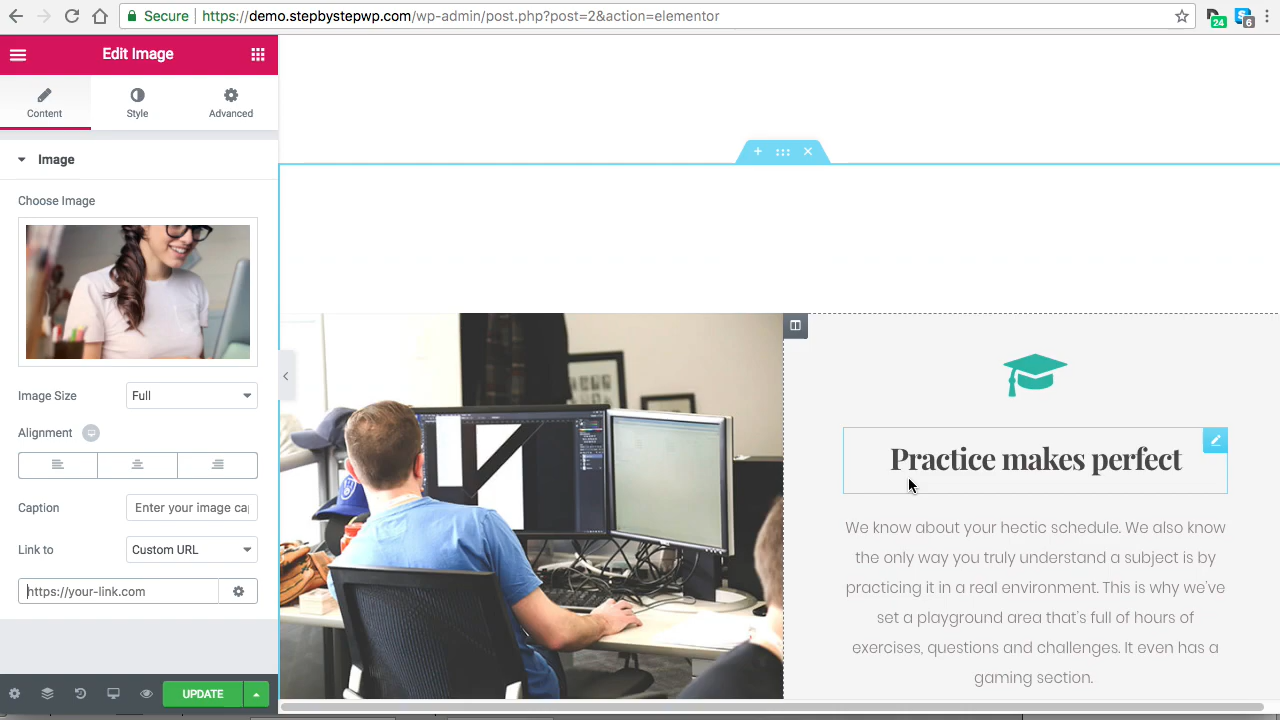 Secure
https://demo.stepbystepwp.com/wp-admin/post.php?post=2&action=elementor
24
6
Edit Image
Content
Style
Advanced
Image
Choose Image
Image Size
Full
Alignment
Caption
Enter your image cap
Link to
Custom URL
https://your-link.com
UPDATE
Practice makes perfect
We know about your hectic schedule. We also know
the only way you truly understand a subject is by
practicing it in a real environment. This is why we've
set a playground area that's full of hours of
exercises, questions and challenges. It even has a
gaming section.